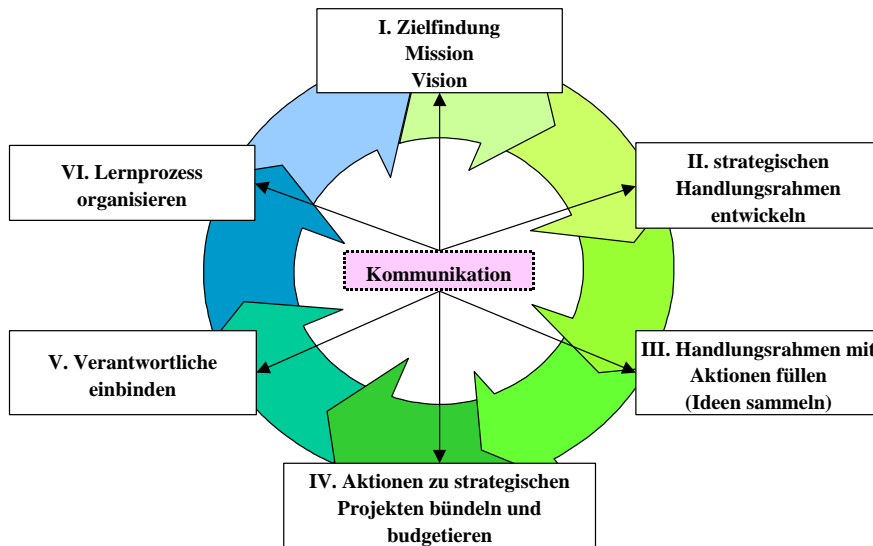 I. Zielfindung
Mission
Vision
II. strategischen
Handlungsrahmen
entwickeln
III. Handlungsrahmen mit
Aktionen füllen
(Ideen sammeln)
IV. Aktionen zu strategischen
Projekten bündeln und
budgetieren
V. Verantwortliche
einbinden
VI. Lernprozess
organisieren
Kommunikation